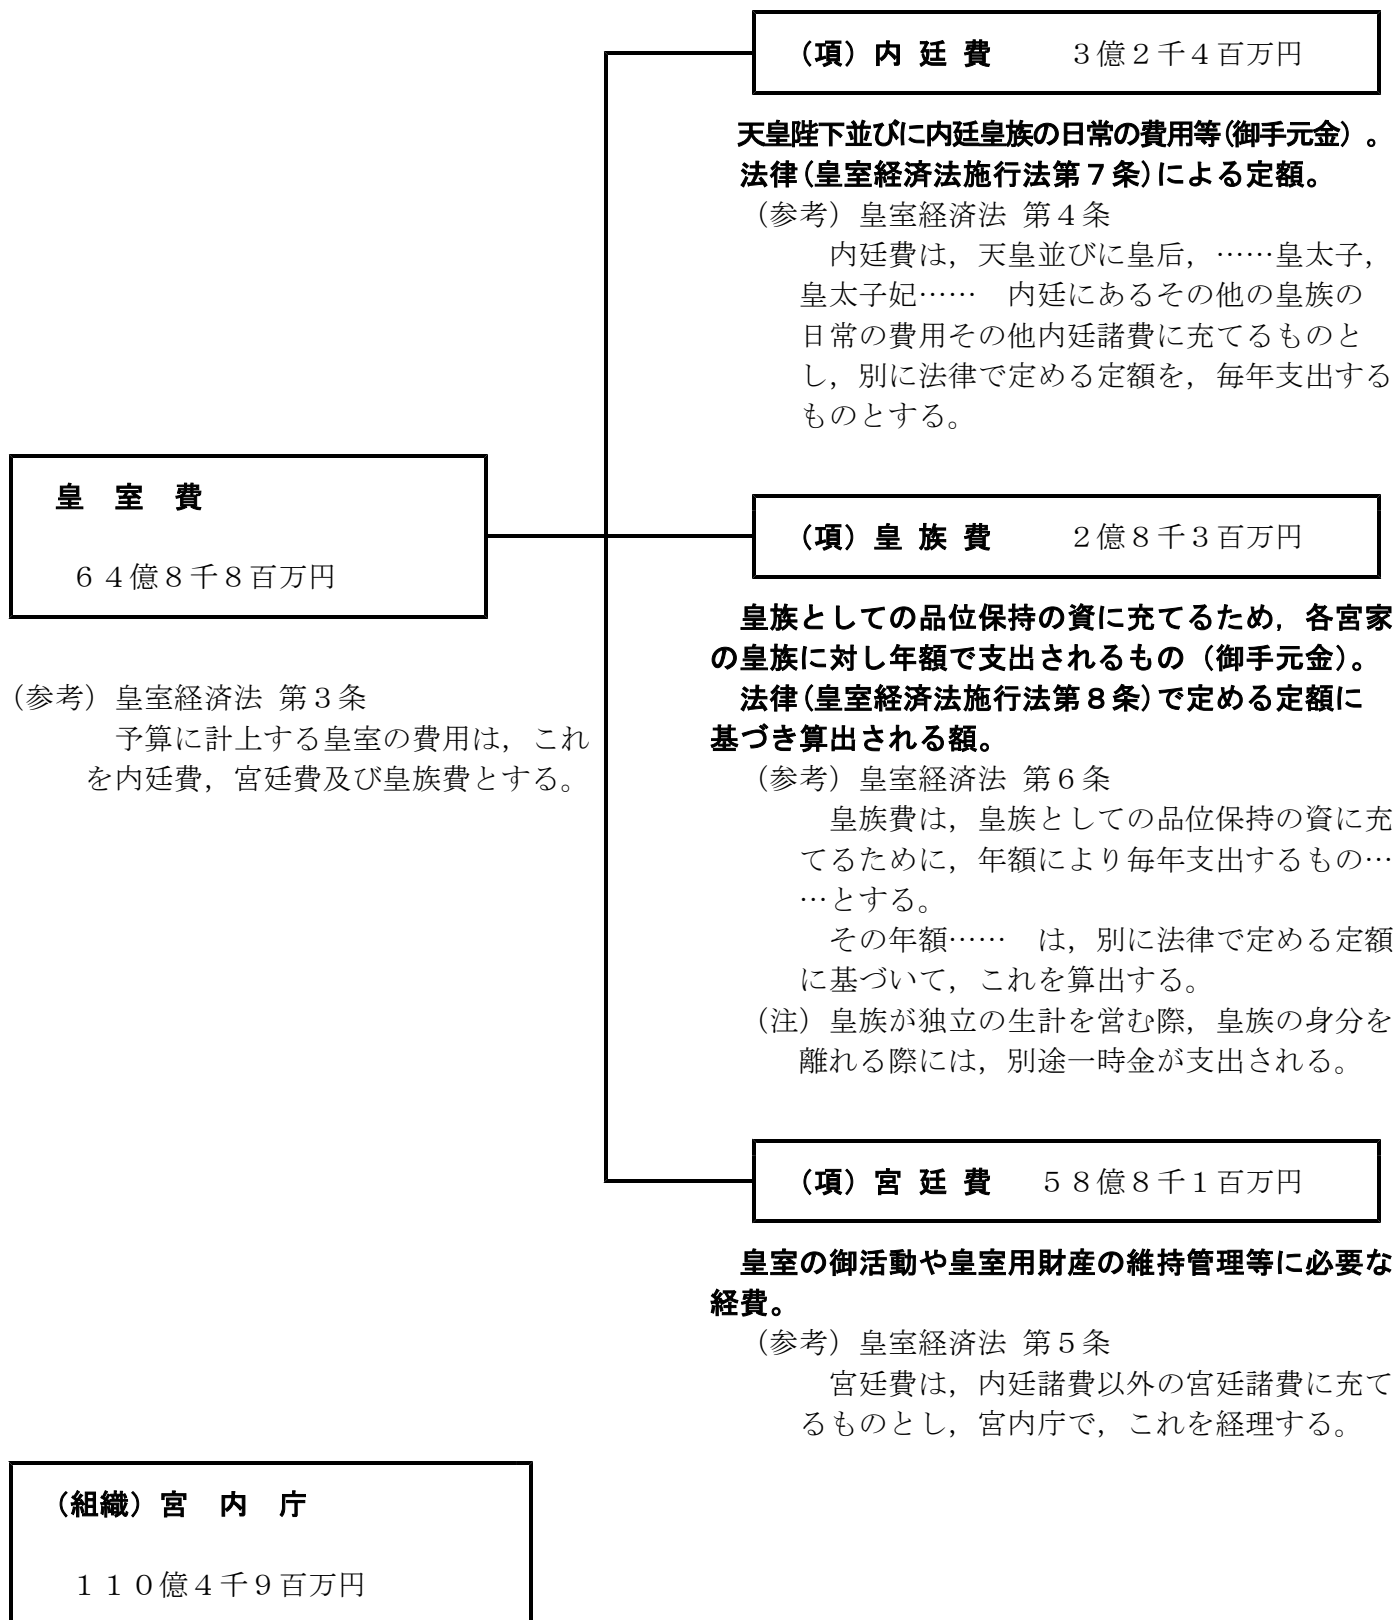 （項）内 廷 費　　３億２千４百万円
天皇陛下並びに内廷皇族の日常の費用等（御手元金）。
法律（皇室経済法施行法第７条）による定額。
（参考）皇室経済法 第４条
内廷費は，天皇並びに皇后，……皇太子，
皇太子妃……　内廷にあるその他の皇族の
日常の費用その他内廷諸費に充てるものと
し，別に法律で定める定額を，毎年支出する
ものとする。
皇　室　費
６４億８千８百万円
（参考）皇室経済法 第３条
予算に計上する皇室の費用は，これ
を内廷費，宮廷費及び皇族費とする。
（項）皇 族 費　　２億８千３百万円
皇族としての品位保持の資に充てるため，各宮家
の皇族に対し年額で支出されるもの（御手元金）。
法律（皇室経済法施行法第８条）で定める定額に
基づき算出される額。
（参考）皇室経済法 第６条
皇族費は，皇族としての品位保持の資に充
てるために，年額により毎年支出するもの…
…とする。
その年額……　は，別に法律で定める定額
に基づいて，これを算出する。
（注）皇族が独立の生計を営む際，皇族の身分を
離れる際には，別途一時金が支出される。
（項）宮 廷 費　５８億８千１百万円
皇室の御活動や皇室用財産の維持管理等に必要な
経費。
（参考）皇室経済法 第５条
宮廷費は，内廷諸費以外の宮廷諸費に充て
るものとし，宮内庁で，これを経理する。
（組織）宮　内　庁
１１０億４千９百万円